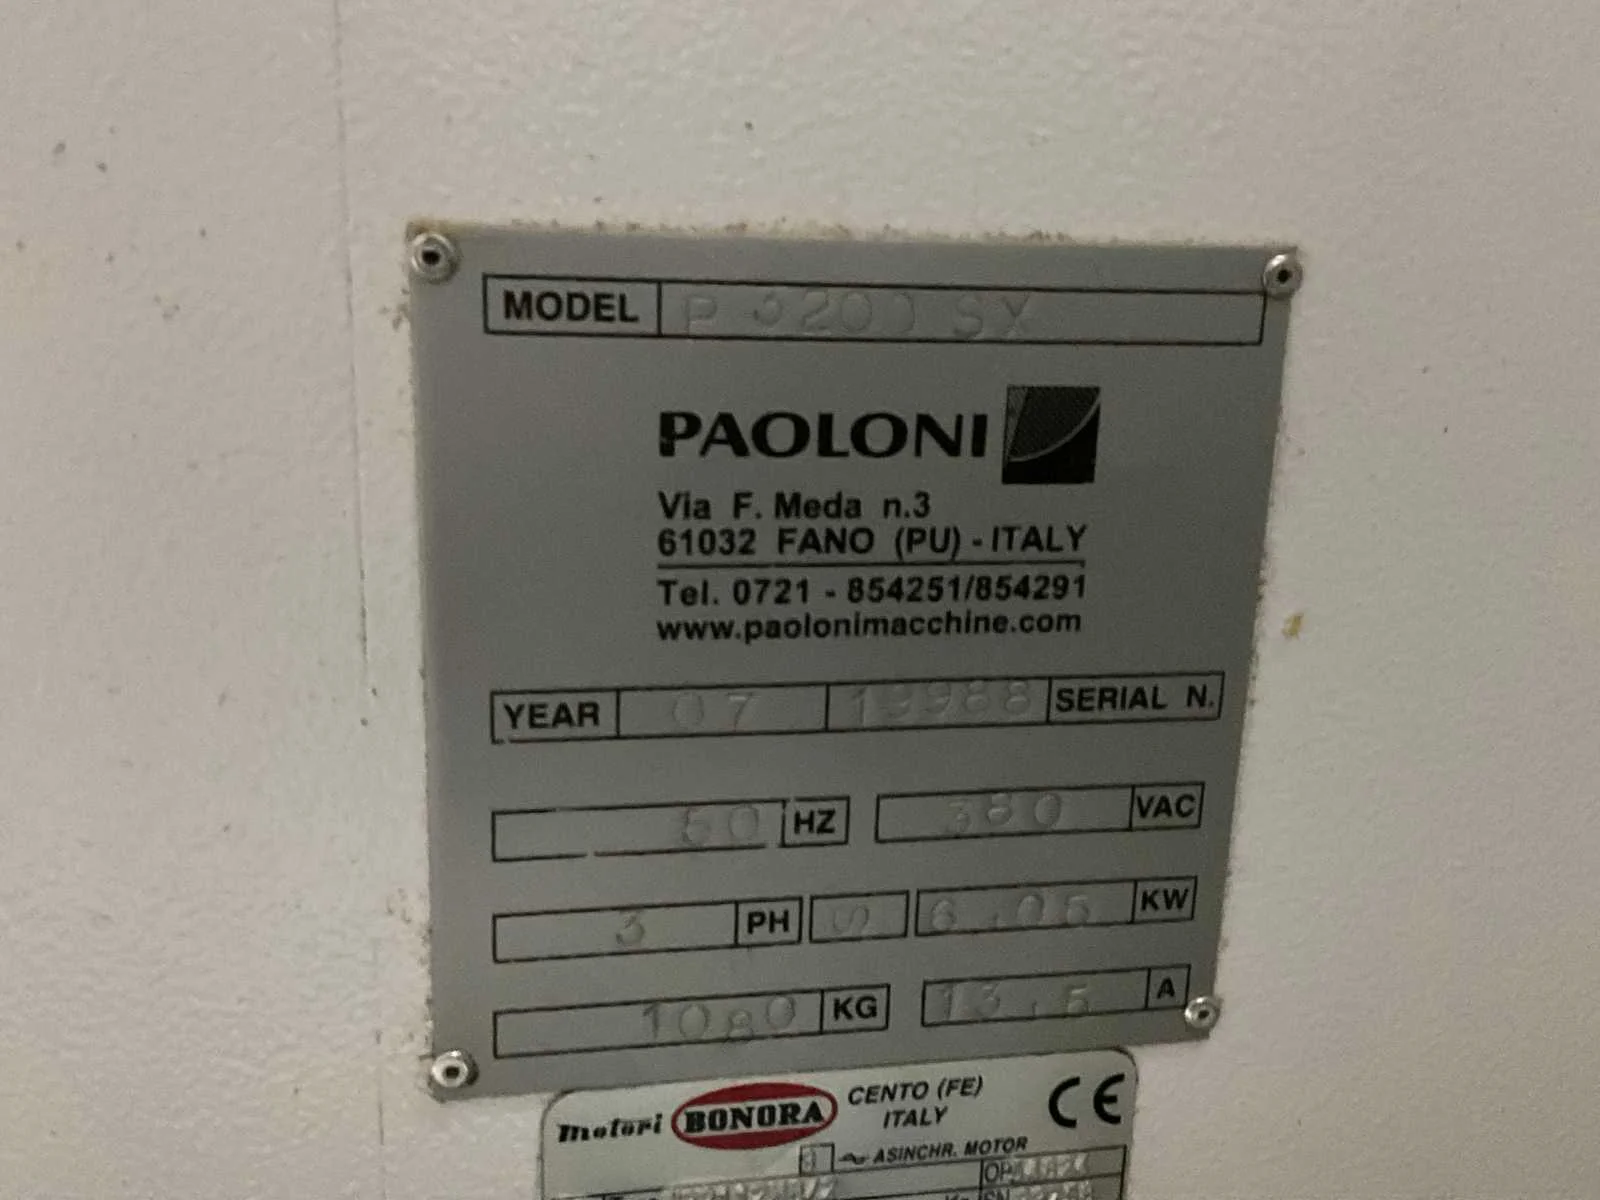 MODEL P 3200 SX
PAOLONI
Via F. Meda n.3
61032 FANO (PU) - ITALY
Tel. 0721 - 854251/854291
www.paolonimacchine.com
YEAR 07 19988 SERIAL N.
50 HZ 380 VAC
3 PH S 6.05 KW
1080 KG 13.5 A
Motori BONORA CENTO (FE)
ITALY
CE
ASINCHR. MOTOR